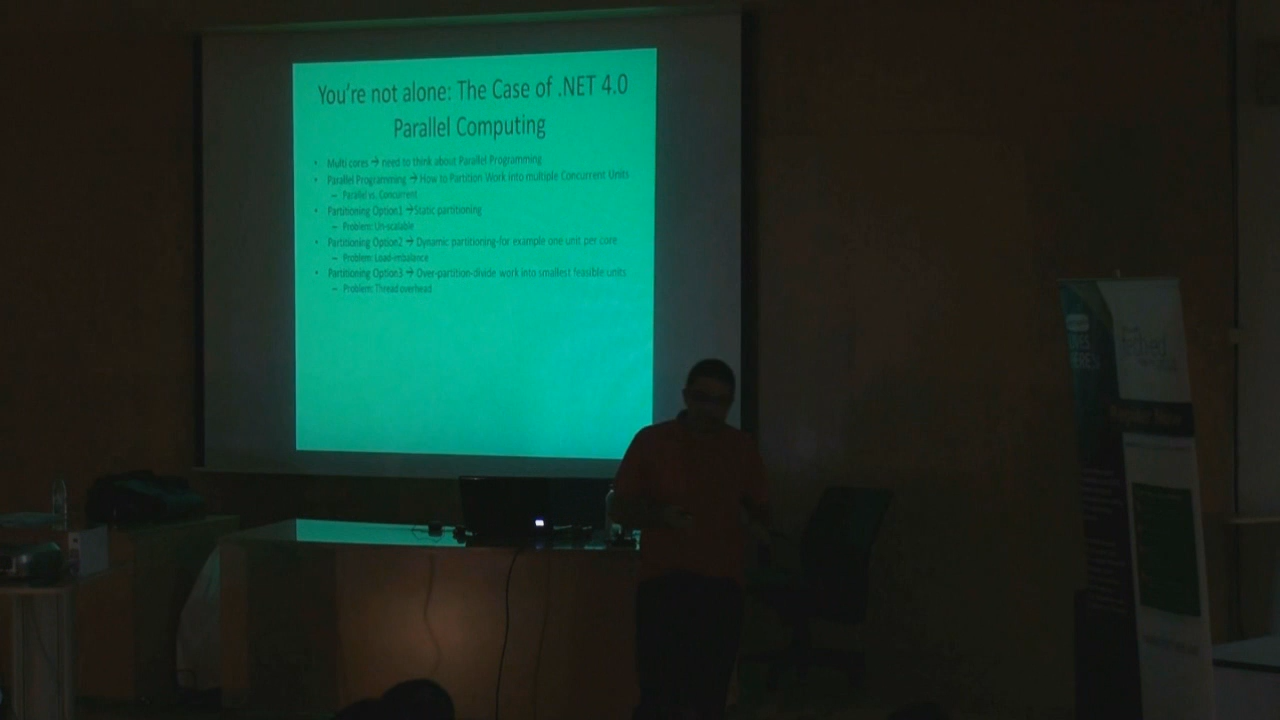 You're not alone: The Case of .NET 4.0
Parallel Computing
• Multi cores → need to think about Parallel Programming
• Parallel Programming → How to Partition Work into multiple Concurrent Units
– Parallel vs. Concurrent
• Partitioning Option1 →Static partitioning
– Problem: Un-scalable
• Partitioning Option2 → Dynamic partitioning-for example one unit per core
– Problem: Load-imbalance
• Partitioning Option3 → Over-partition-divide work into smallest feasible units
– Problem: Thread overhead